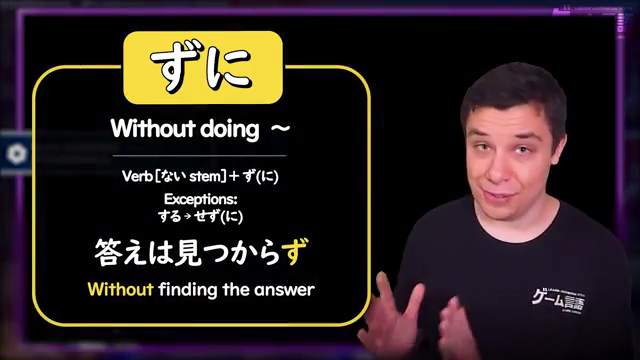 ずに
Without doing ～
Verb [ない stem] + ず(に)
Exceptions:
する → せず(に)
答えは見つからず
Without finding the answer
ゲーム言語